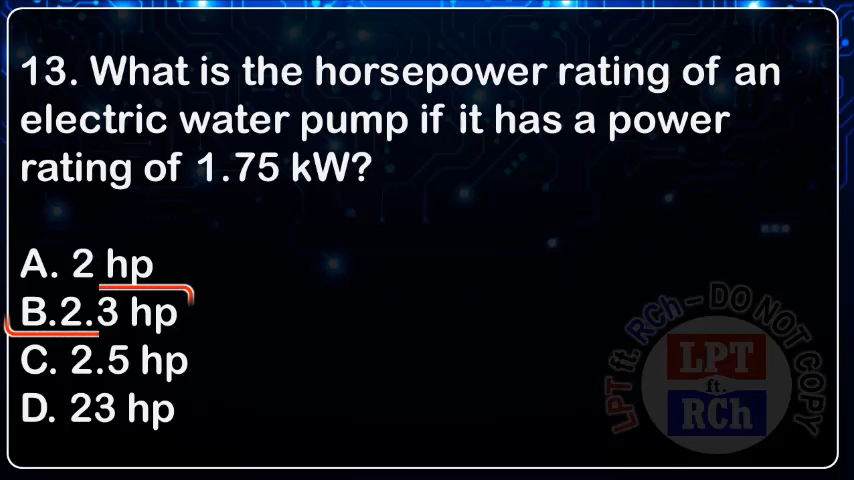 13. What is the horsepower rating of an
electric water pump if it has a power
rating of 1.75 kW?
A. 2 hp
B.2.3 hp
C. 2.5 hp
D. 23 hp
LPT ft. RCh – DO NOT COPY
LPT
ft.
RCh